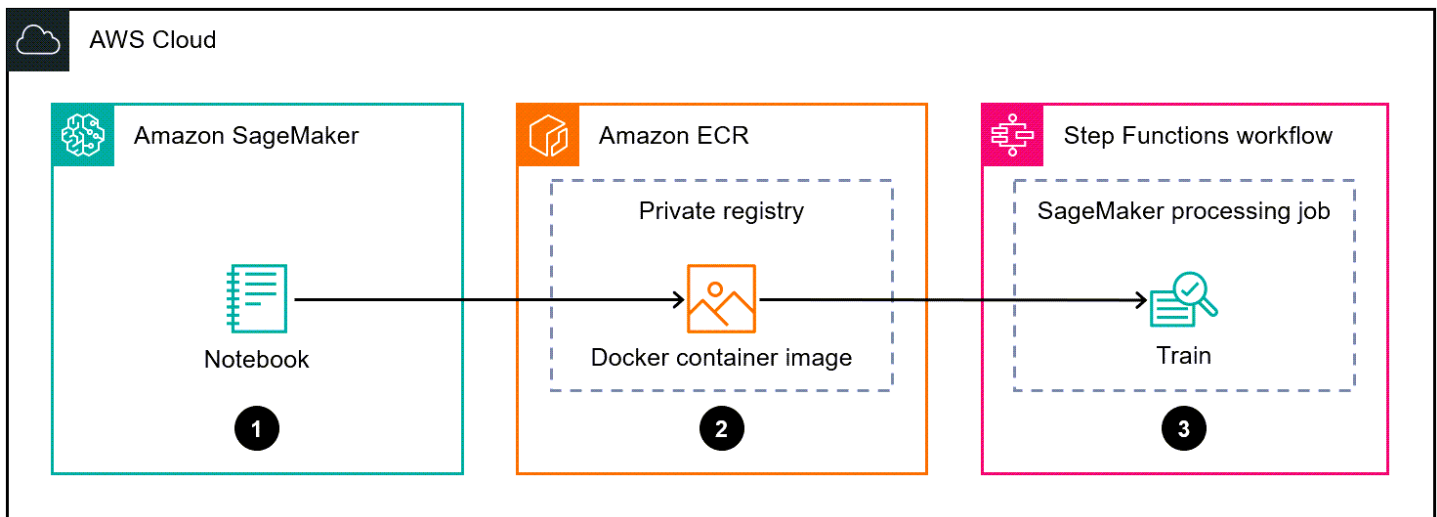 AWS Cloud
Amazon SageMaker
Notebook
1
Amazon ECR
Private registry
Docker container image
2
Step Functions workflow
SageMaker processing job
Train
3